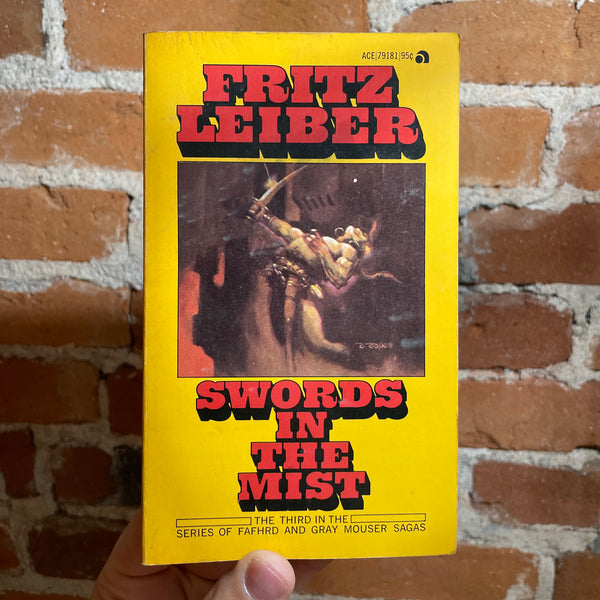 ACE/79181/95¢
FRITZ
LEIBER
SWORDS
IN
THE
MIST
THE THIRD IN THE
SERIES OF FAFHRD AND GRAY MOUSER SAGAS